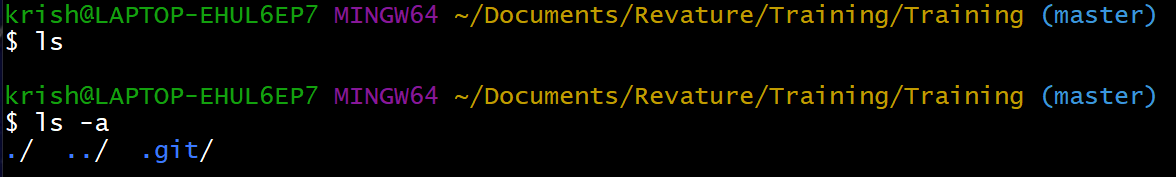 krish@LAPTOP-EHUL6EP7 MINGW64 ~/Documents/Revature/Training/Training (master)
$ ls
krish@LAPTOP-EHUL6EP7 MINGW64 ~/Documents/Revature/Training/Training (master)
$ ls -a
./  ../  .git/